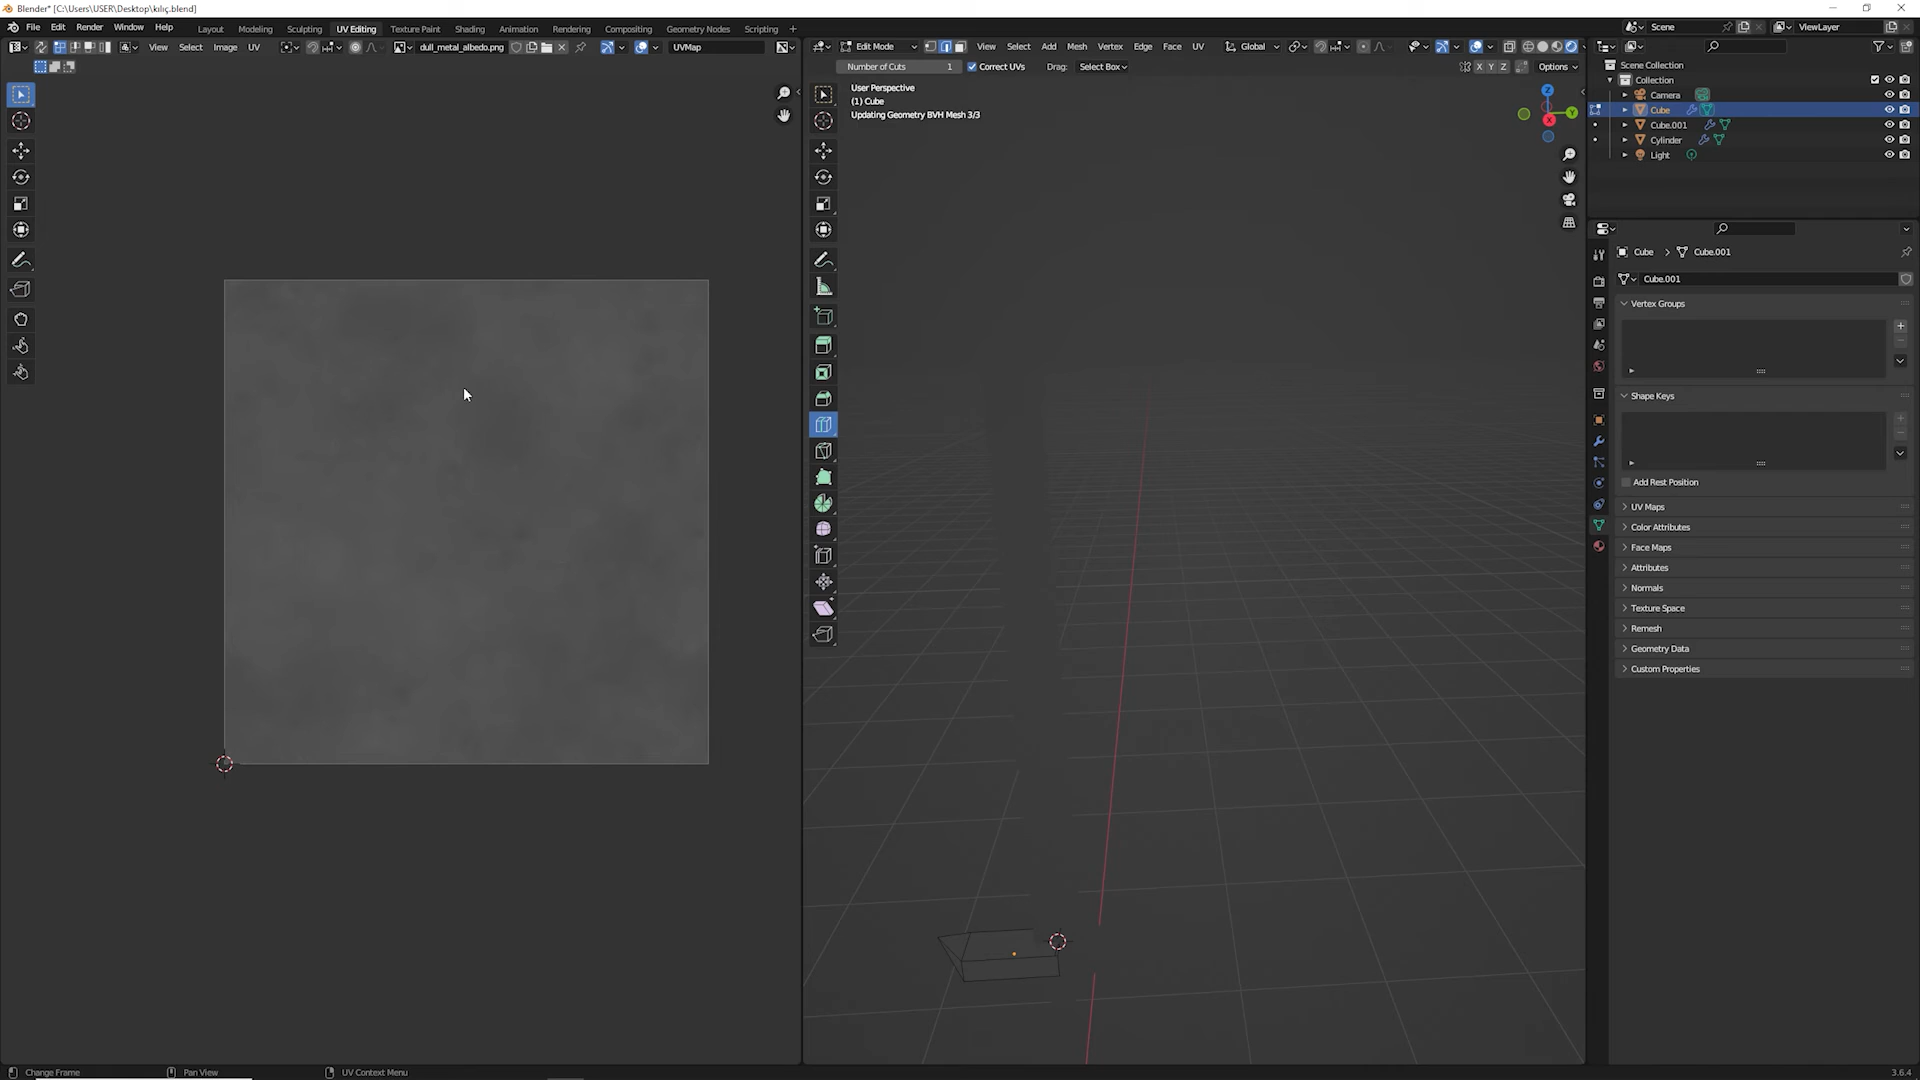 Blender* [C:\Users\USER\Desktop\kılıç.blend]
File Edit Render Window Help Layout Modeling Sculpting UV Editing Texture Paint Shading Animation Rendering Compositing Geometry Nodes Scripting + Scene ViewLayer
View Select Image UV dull_metal_albedo.png UVMap Edit Mode View Select Add Mesh Vertex Edge Face UV Global
Number of Cuts 1 Correct UVs Drag: Select Box X Y Z Options
User Perspective
(1) Cube
Updating Geometry BVH Mesh 3/3
Z
Y
X
Scene Collection
Collection
Camera
Cube
Cube.001
Cylinder
Light
Cube > Cube.001
Cube.001
Vertex Groups
Shape Keys
Add Rest Position
UV Maps
Color Attributes
Face Maps
Attributes
Normals
Texture Space
Remesh
Geometry Data
Custom Properties
Change Frame Pan View UV Context Menu 3.6.4